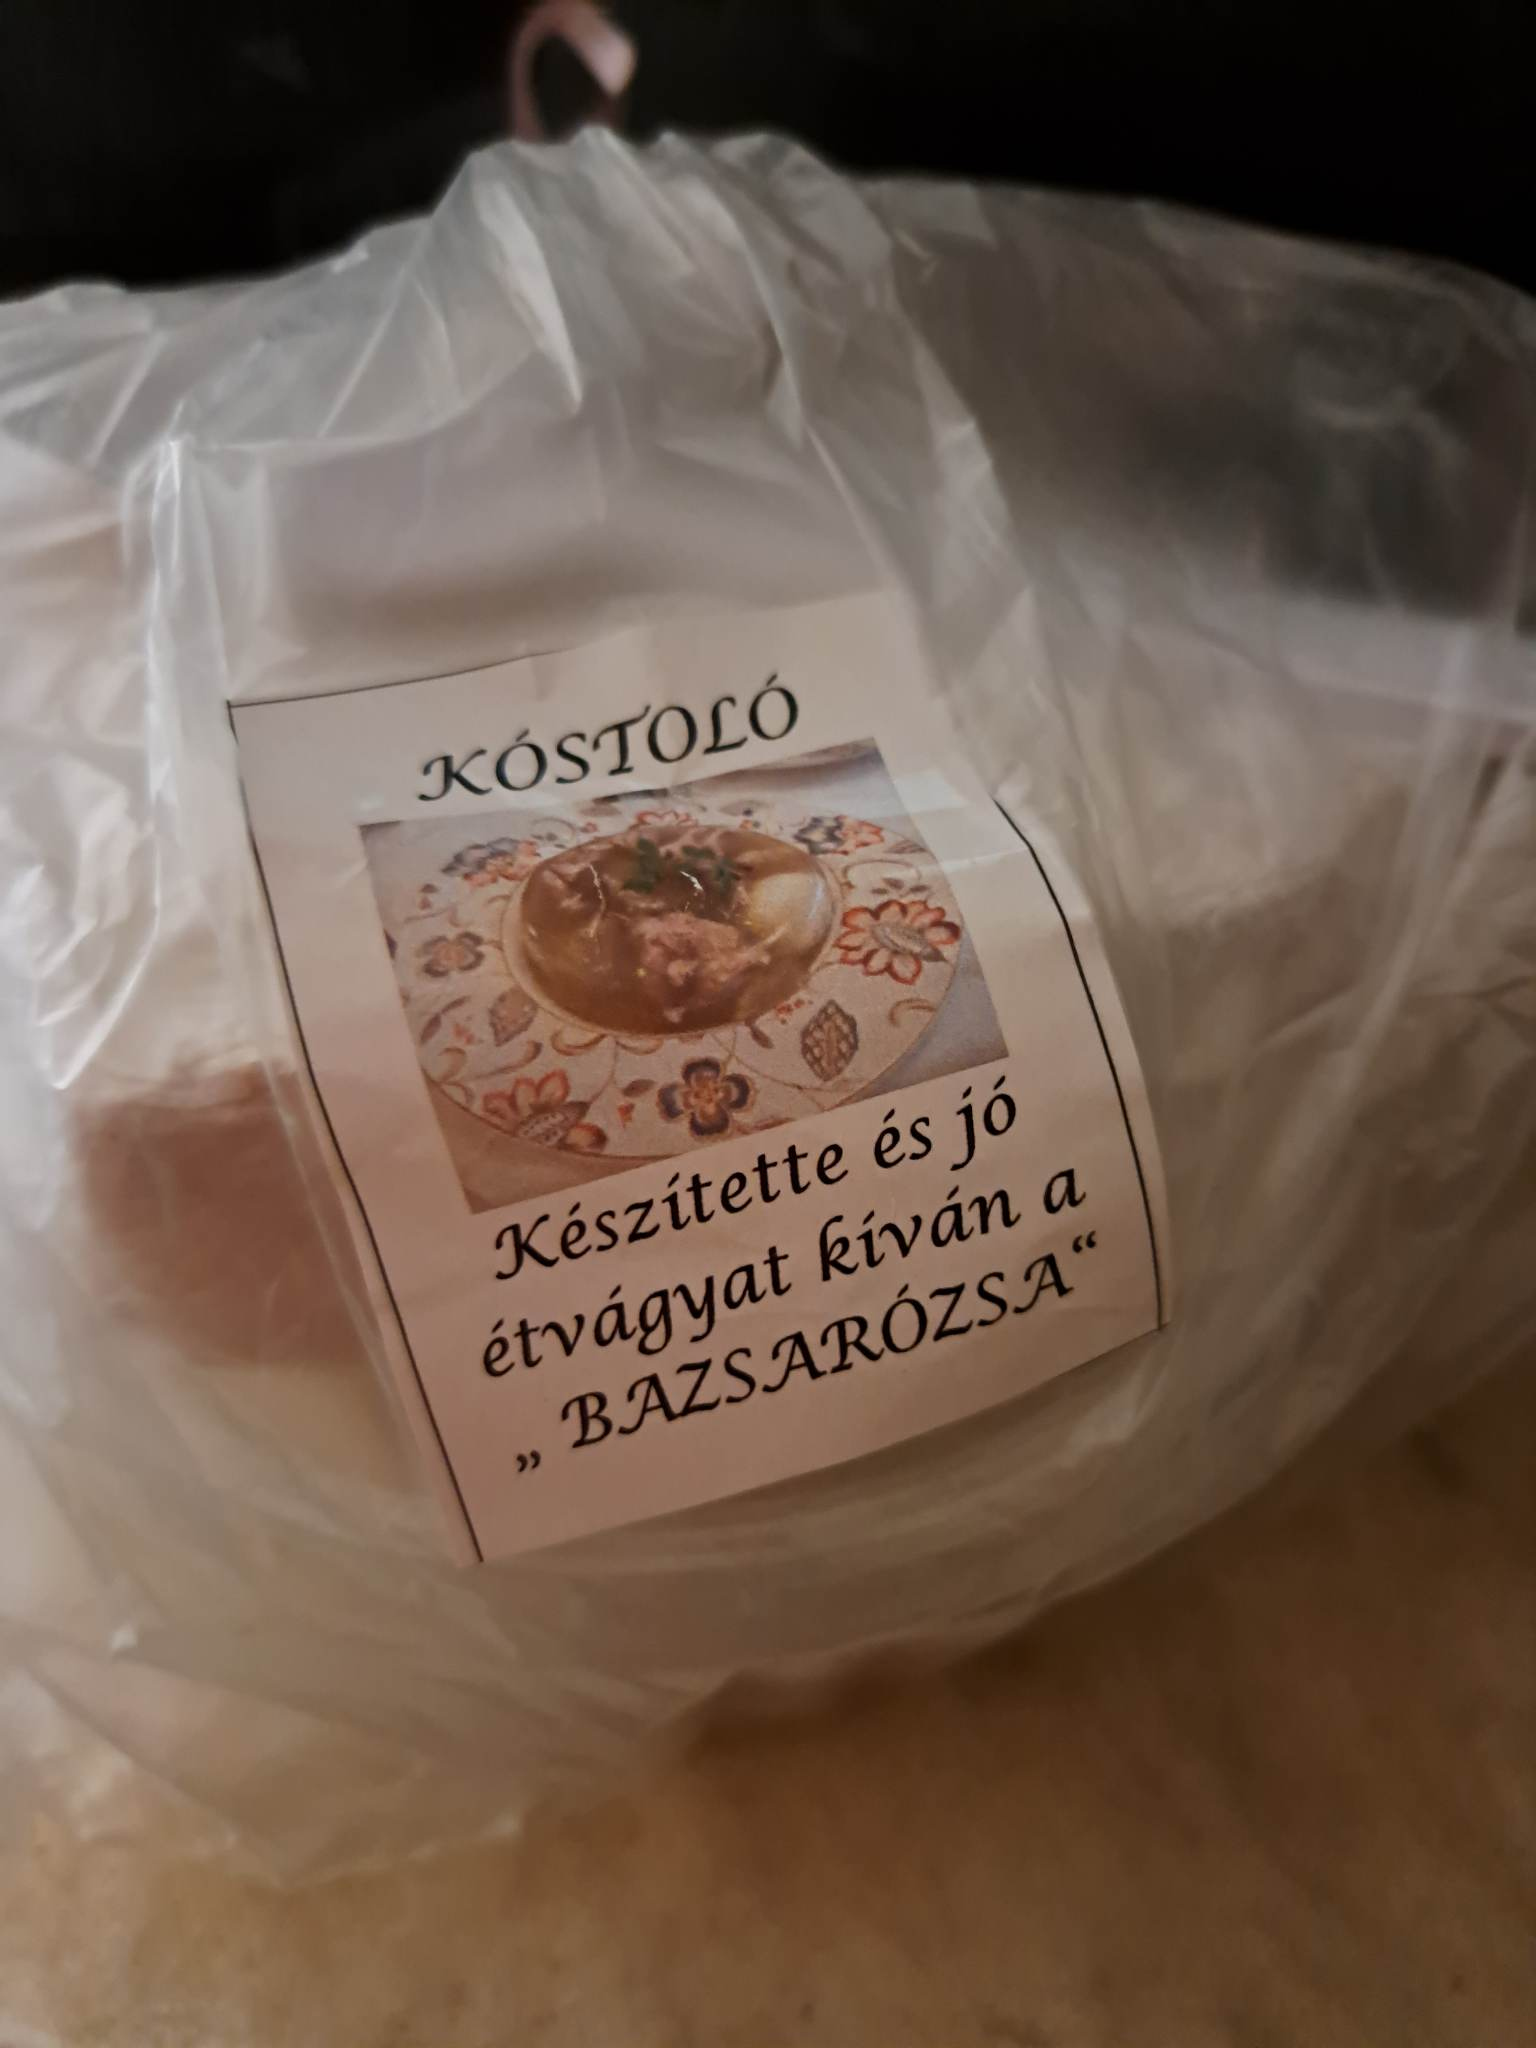 KÓSTOLÓ
Készítette és jó
étvágyat kíván a
„ BAZSARÓZSA“